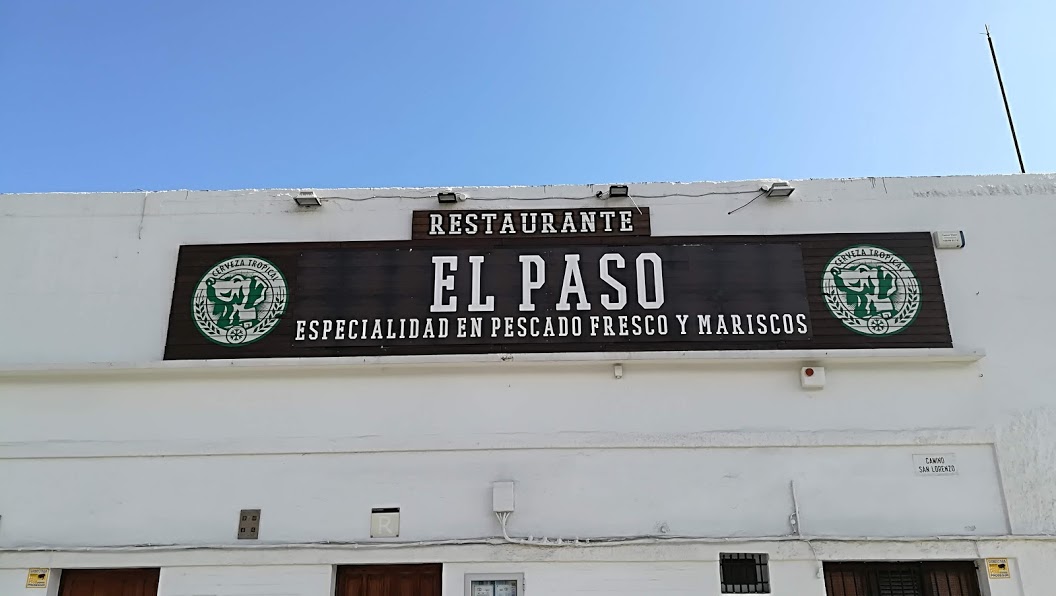 RESTAURANTE
EL PASO
ESPECIALIDAD EN PESCADO FRESCO Y MARISCOS
CERVEZA TROPICAL
CERVEZA TROPICAL
CAMINO
SAN LORENZO
R